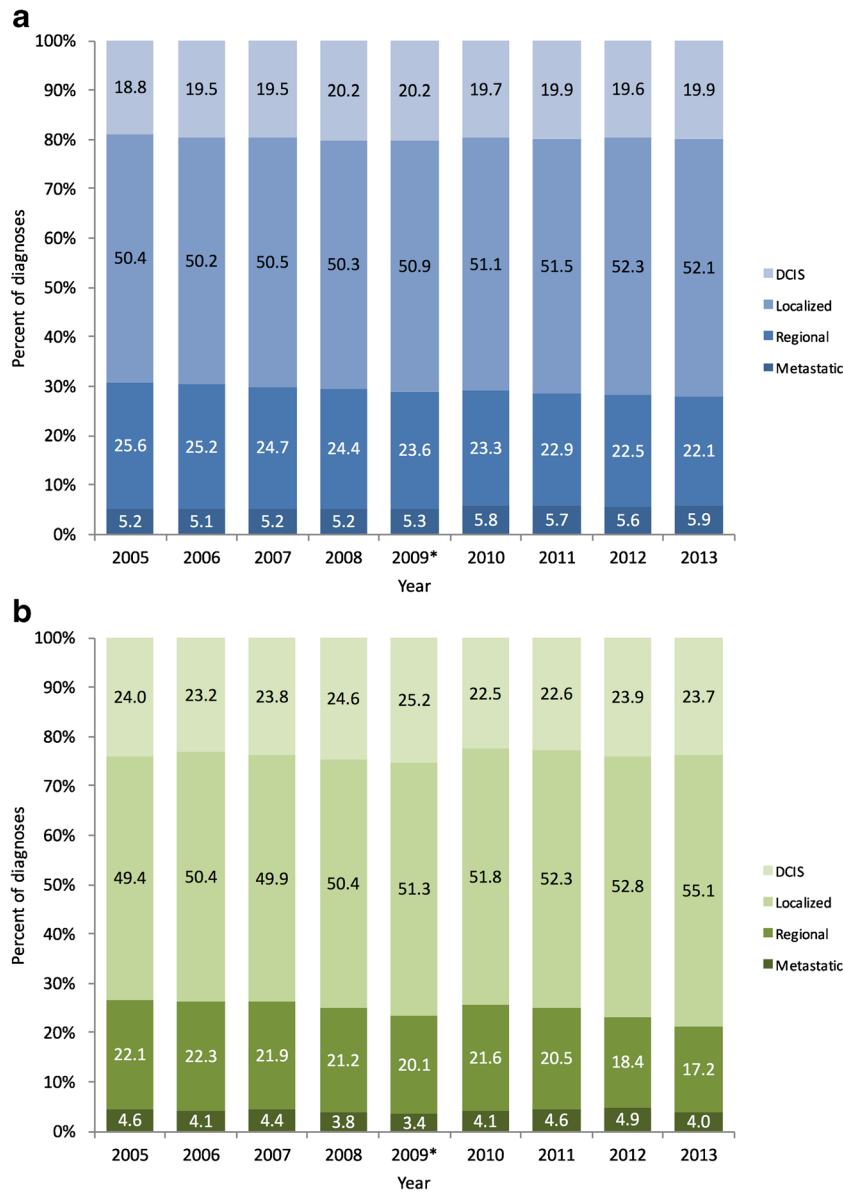 a
100%
90%
80%
70%
60%
50%
40%
30%
20%
10%
0%
Percent of diagnoses
18.8 19.5 19.5 20.2 20.2 19.7 19.9 19.6 19.9
50.4 50.2 50.5 50.3 50.9 51.1 51.5 52.3 52.1
25.6 25.2 24.7 24.4 23.6 23.3 22.9 22.5 22.1
5.2 5.1 5.2 5.2 5.3 5.8 5.7 5.6 5.9
2005 2006 2007 2008 2009* 2010 2011 2012 2013
Year
DCIS
Localized
Regional
Metastatic
b
100%
90%
80%
70%
60%
50%
40%
30%
20%
10%
0%
Percent of diagnoses
24.0 23.2 23.8 24.6 25.2 22.5 22.6 23.9 23.7
49.4 50.4 49.9 50.4 51.3 51.8 52.3 52.8 55.1
22.1 22.3 21.9 21.2 20.1 21.6 20.5 18.4 17.2
4.6 4.1 4.4 3.8 3.4 4.1 4.6 4.9 4.0
2005 2006 2007 2008 2009* 2010 2011 2012 2013
Year
DCIS
Localized
Regional
Metastatic